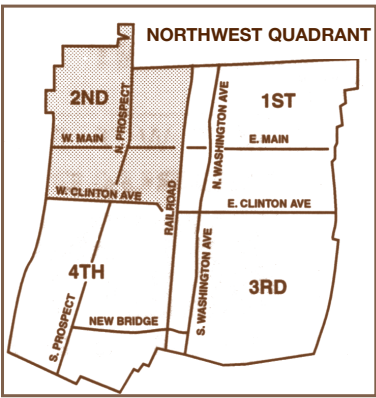 NORTHWEST QUADRANT
2ND
N. PROSPECT
1ST
N. WASHINGTON AVE
W. MAIN
E. MAIN
W. CLINTON AVE
RAILROAD
E. CLINTON AVE
4TH
S. WASHINGTON AVE
3RD
S. PROSPECT
NEW BRIDGE